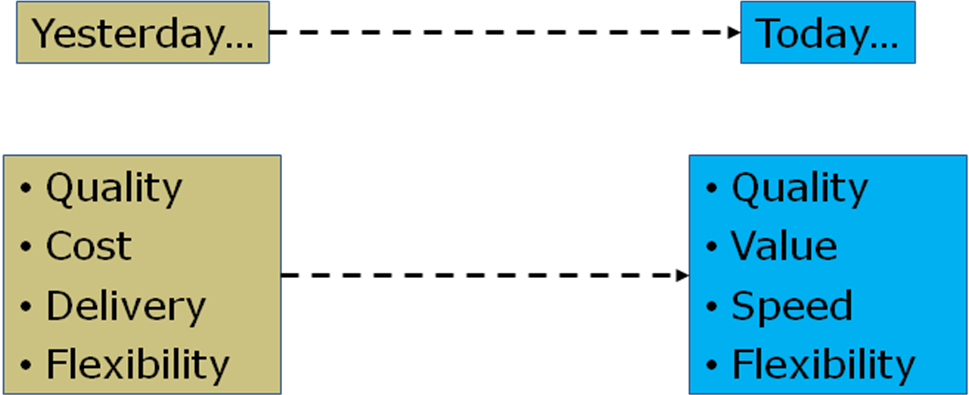 Yesterday...
Today...
• Quality
• Cost
• Delivery
• Flexibility
• Quality
• Value
• Speed
• Flexibility